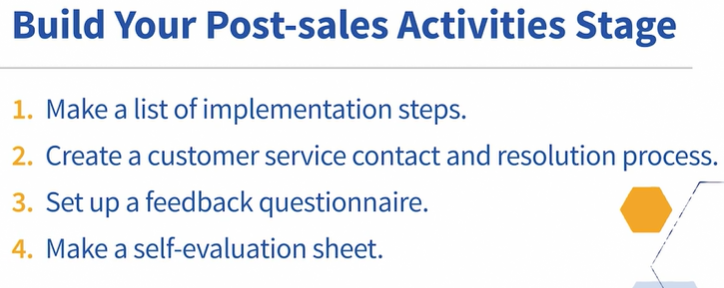 Build Your Post-sales Activities Stage
1. Make a list of implementation steps.
2. Create a customer service contact and resolution process.
3. Set up a feedback questionnaire.
4. Make a self-evaluation sheet.